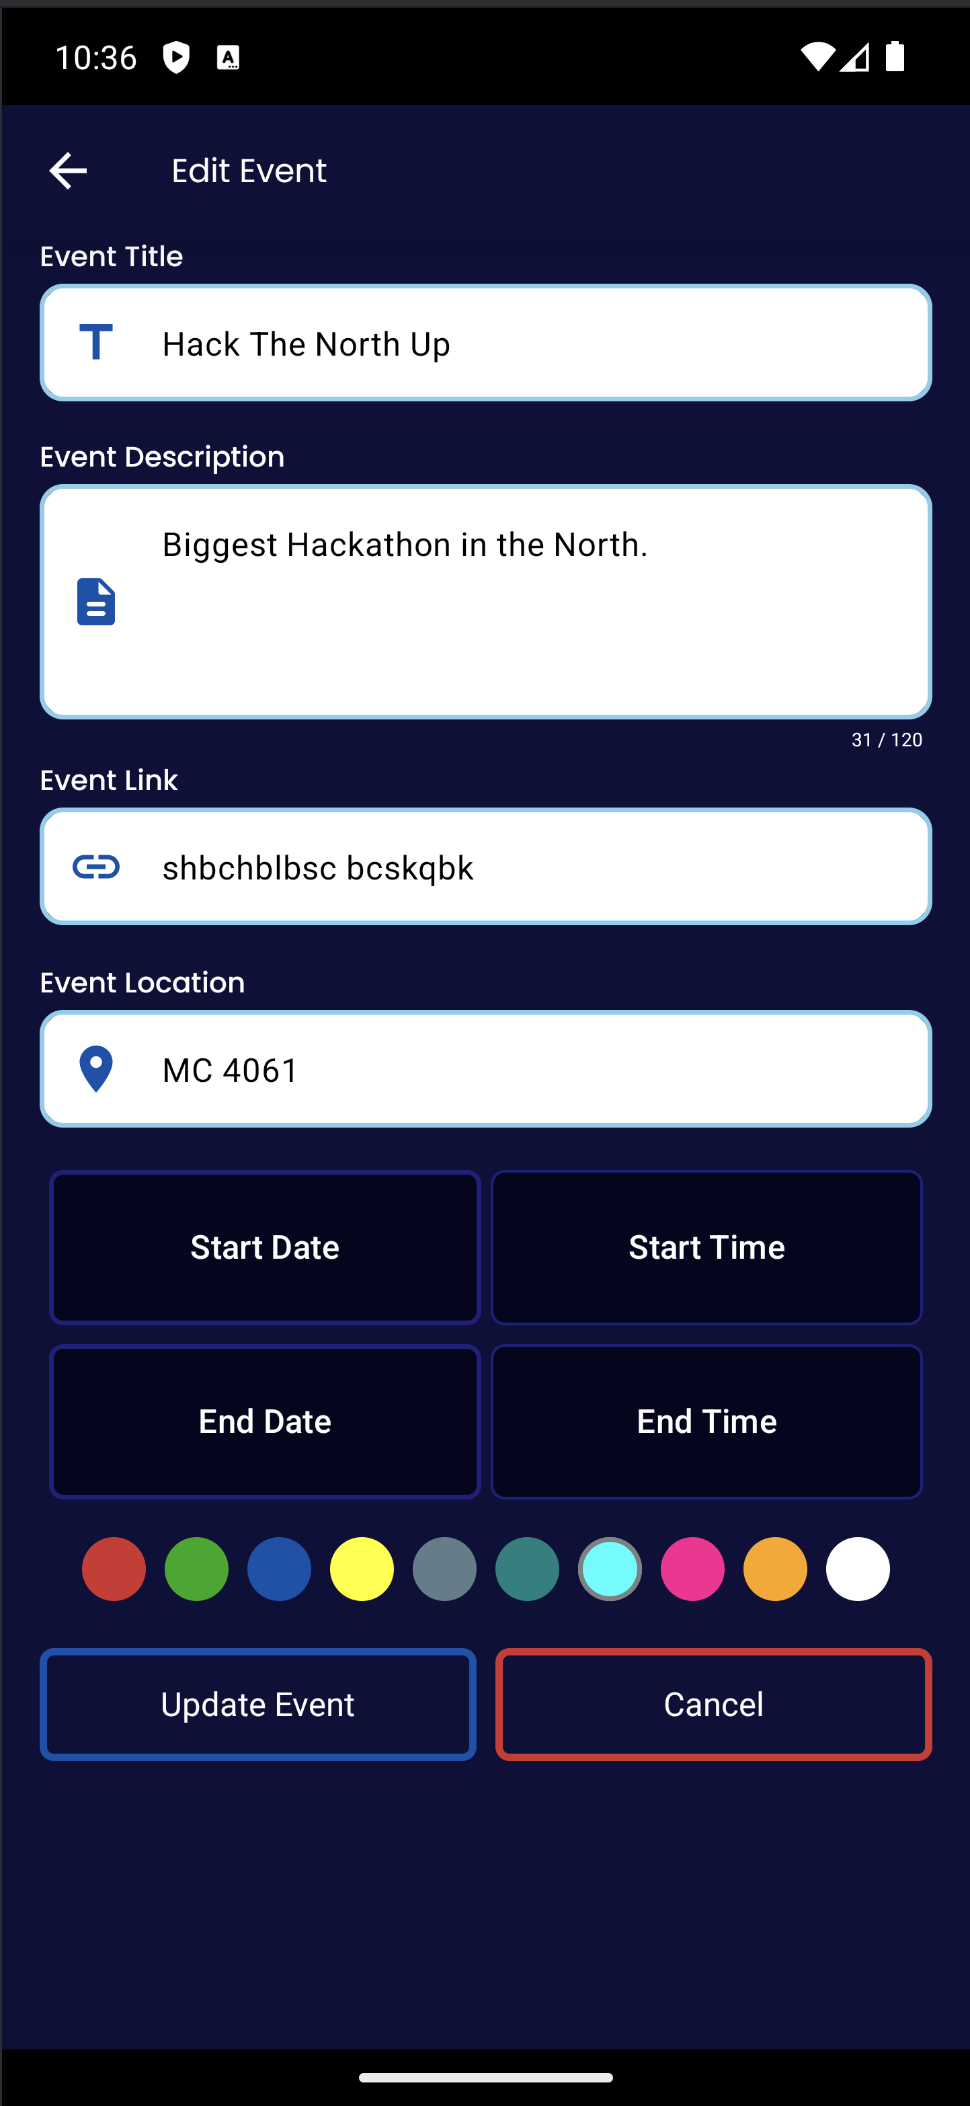 10:36
Edit Event
Event Title
Hack The North Up
Event Description
Biggest Hackathon in the North.
31 / 120
Event Link
shbchblbsc bcskqbk
Event Location
MC 4061
Start Date
Start Time
End Date
End Time
Update Event
Cancel